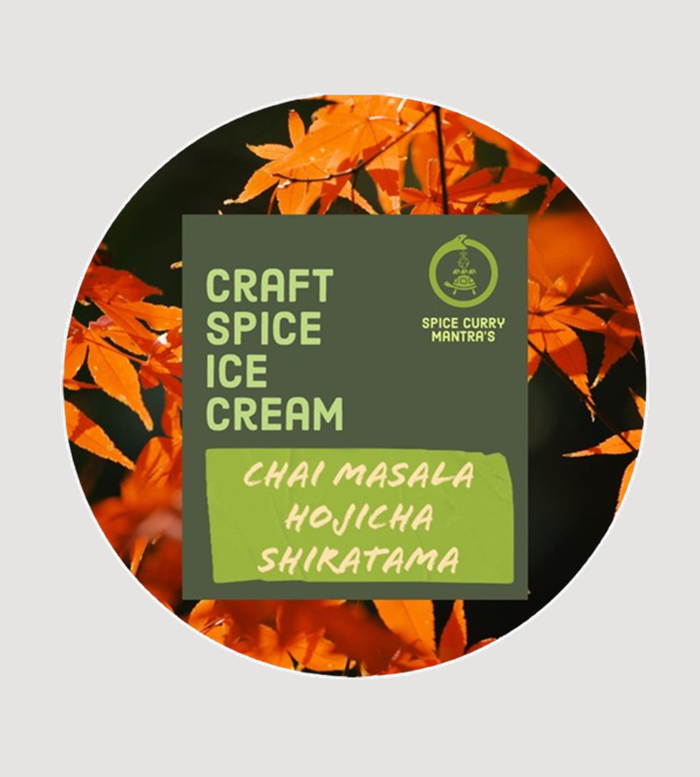 CRAFT
SPICE
ICE
CREAM
SPICE CURRY
MANTRA'S
CHAI MASALA
HOJICHA
SHIRATAMA